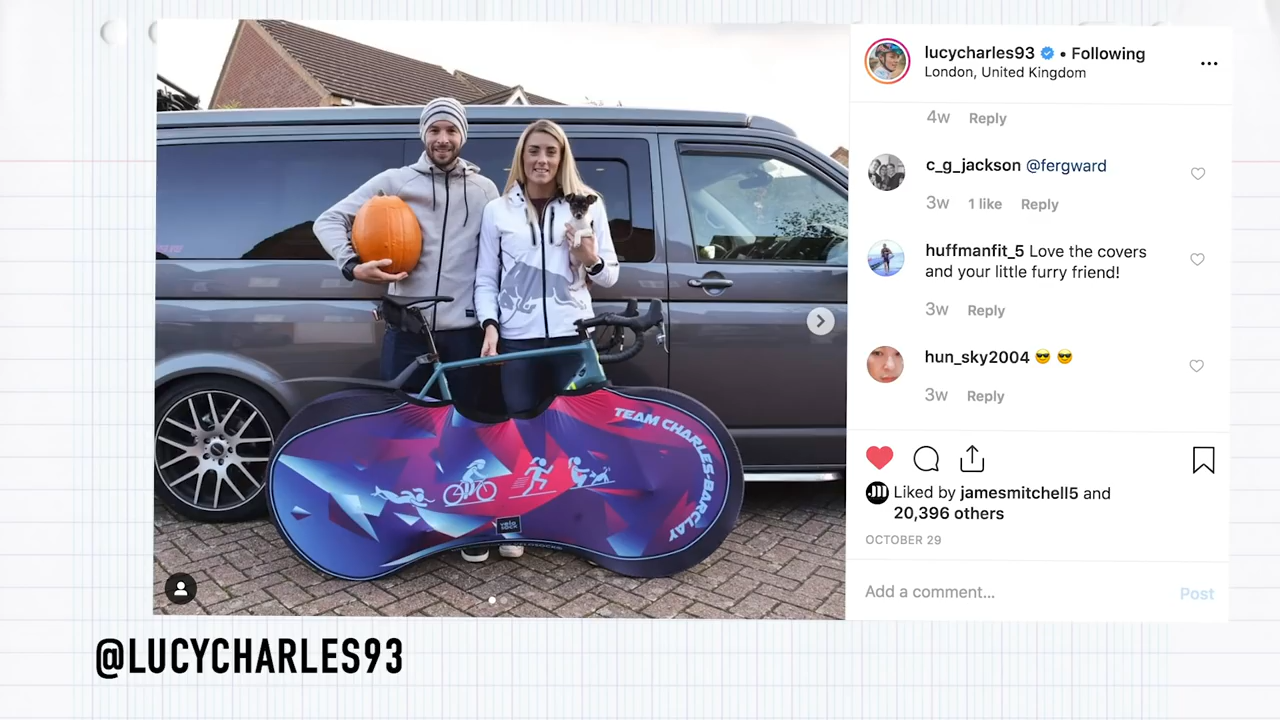 lucycharles93 • Following
London, United Kingdom
4w Reply
c_g_jackson @fergward
3w 1 like Reply
huffmanfit_5 Love the covers
and your little furry friend!
3w Reply
hun_sky2004 😎 😎
3w Reply
Liked by jamesmitchell5 and
20,396 others
OCTOBER 29
Add a comment... Post
TEAM CHARLES-BARCLAY
velo
sock
@LUCYCHARLES93